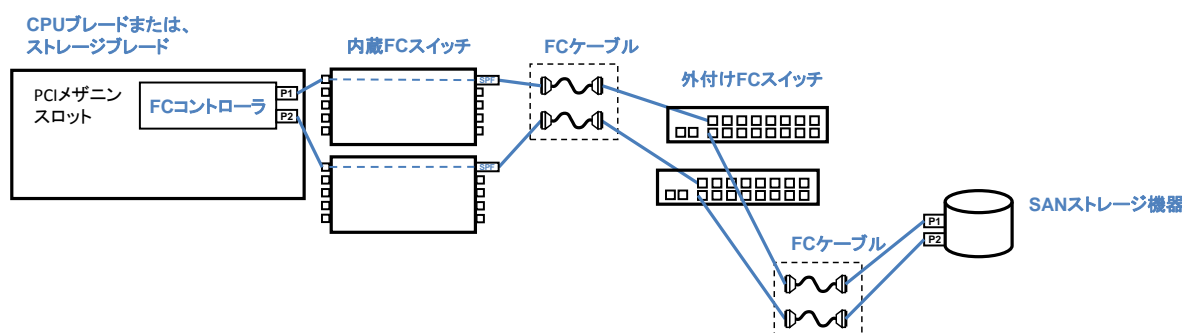 CPUブレードまたは、
ストレージブレード
内蔵FCスイッチ
FCケーブル
外付けFCスイッチ
PCIメザニン
スロット
FCコントローラ
P1
P2
SPF
SPF
SANストレージ機器
P1
P2
FCケーブル